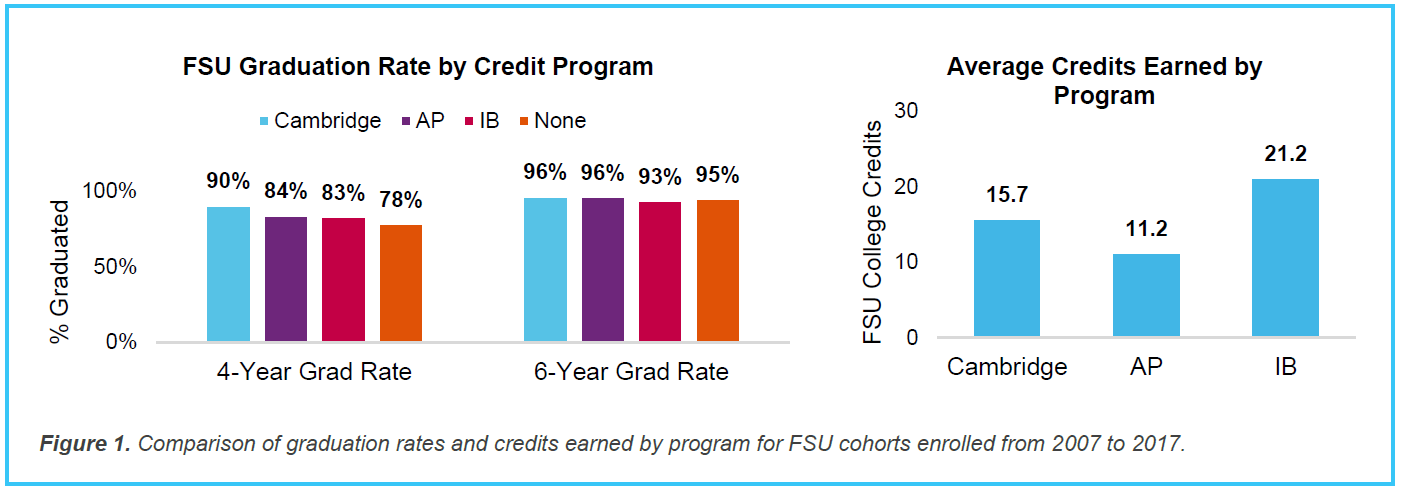 FSU Graduation Rate by Credit Program
Cambridge AP IB None
% Graduated
100%
50%
0%
90% 84% 83% 78%
96% 96% 93% 95%
4-Year Grad Rate 6-Year Grad Rate
Average Credits Earned by
Program
FSU College Credits
30
20
10
0
15.7
11.2
21.2
Cambridge AP IB
Figure 1. Comparison of graduation rates and credits earned by program for FSU cohorts enrolled from 2007 to 2017.